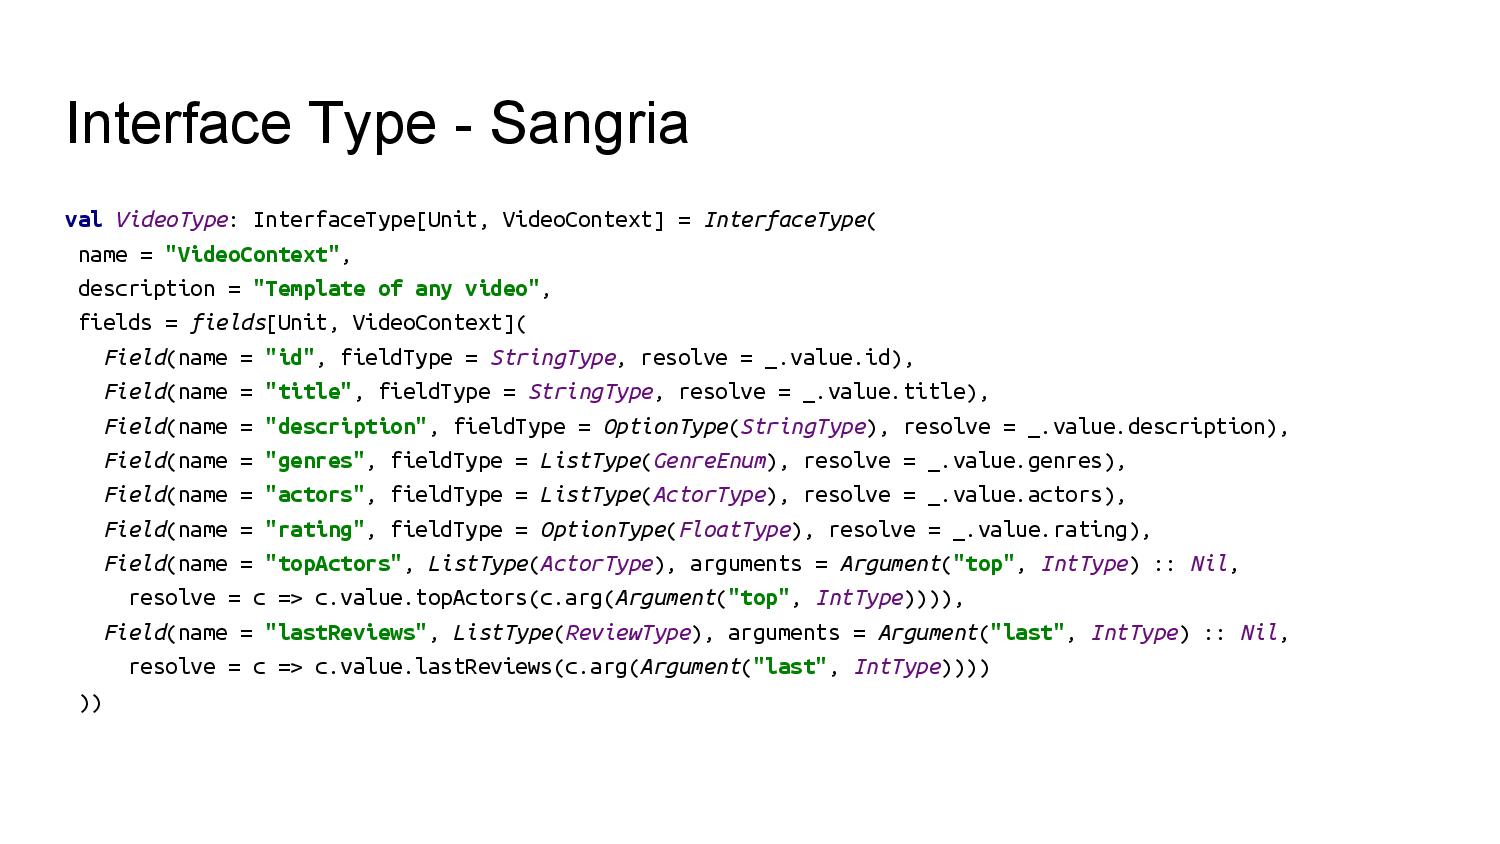 Interface Type - Sangria
val VideoType: InterfaceType[Unit, VideoContext] = InterfaceType(
 name = "VideoContext",
 description = "Template of any video",
 fields = fields[Unit, VideoContext](
   Field(name = "id", fieldType = StringType, resolve = _.value.id),
   Field(name = "title", fieldType = StringType, resolve = _.value.title),
   Field(name = "description", fieldType = OptionType(StringType), resolve = _.value.description),
   Field(name = "genres", fieldType = ListType(GenreEnum), resolve = _.value.genres),
   Field(name = "actors", fieldType = ListType(ActorType), resolve = _.value.actors),
   Field(name = "rating", fieldType = OptionType(FloatType), resolve = _.value.rating),
   Field(name = "topActors", ListType(ActorType), arguments = Argument("top", IntType) :: Nil,
     resolve = c => c.value.topActors(c.arg(Argument("top", IntType)))),
   Field(name = "lastReviews", ListType(ReviewType), arguments = Argument("last", IntType) :: Nil,
     resolve = c => c.value.lastReviews(c.arg(Argument("last", IntType))))
 ))